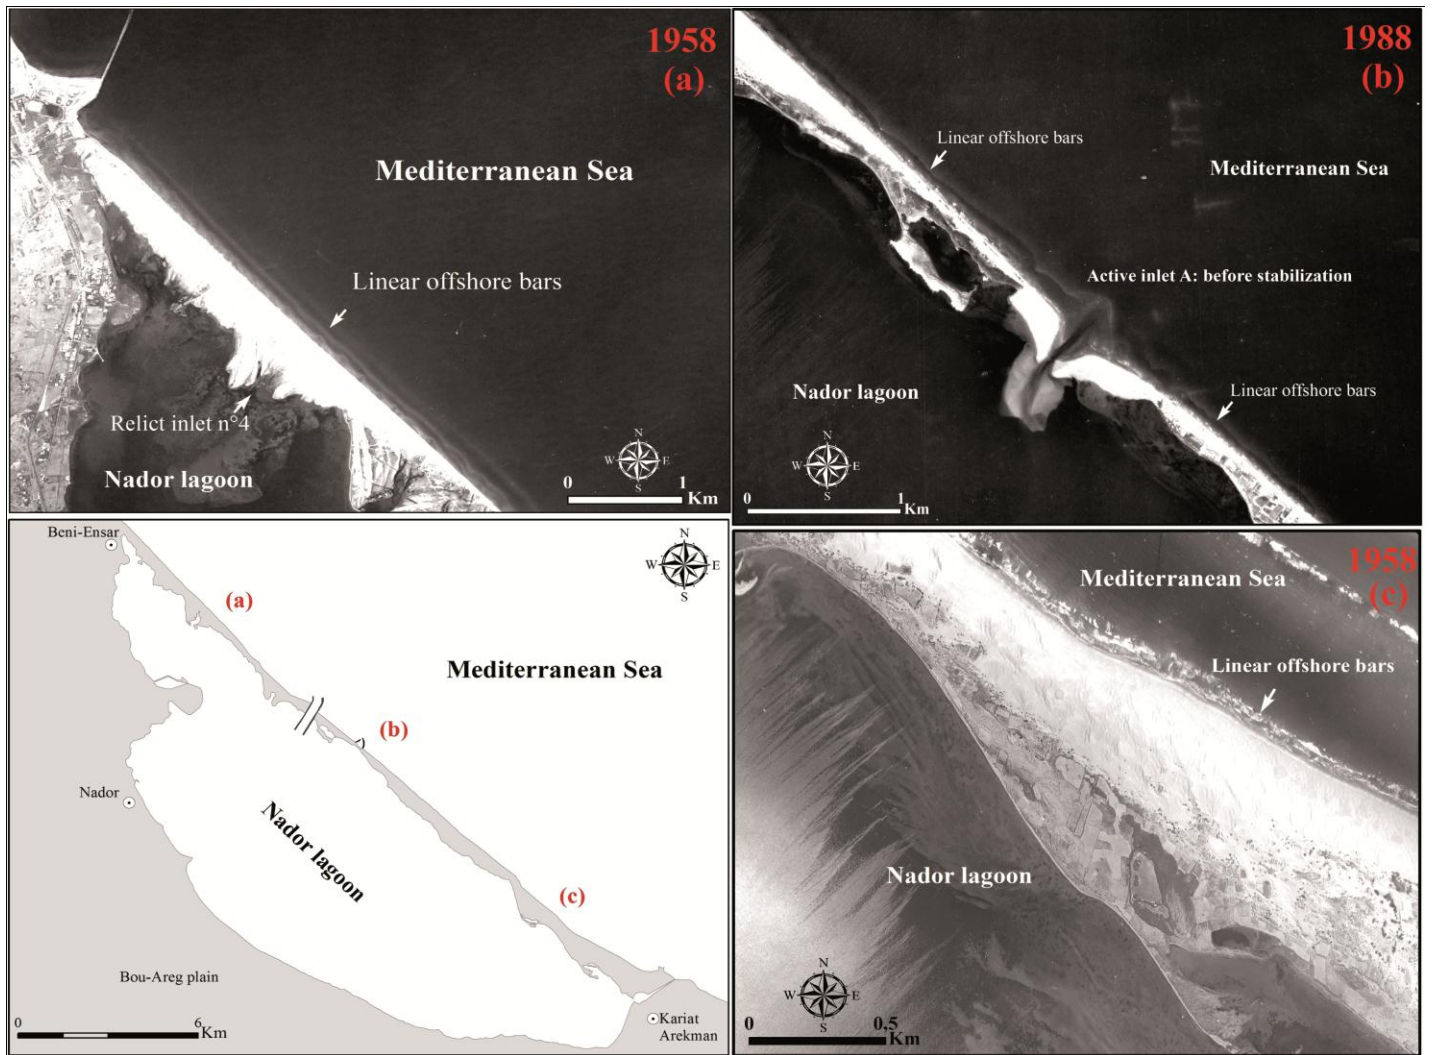 1958
(a)
Mediterranean Sea
Linear offshore bars
Relict inlet n°4
Nador lagoon
N
W
E
S
0
1
Km
1988
(b)
Linear offshore bars
Mediterranean Sea
Active inlet A: before stabilization
Nador lagoon
Linear offshore bars
N
W
E
S
0
1
Km
Beni-Ensar
N
W
E
S
(a)
Mediterranean Sea
(b)
Nador
Nador lagoon
(c)
Bou-Areg plain
0
6
Km
Kariat
Arekman
1958
(c)
Mediterranean Sea
Linear offshore bars
Nador lagoon
N
W
E
S
0
0,5
Km